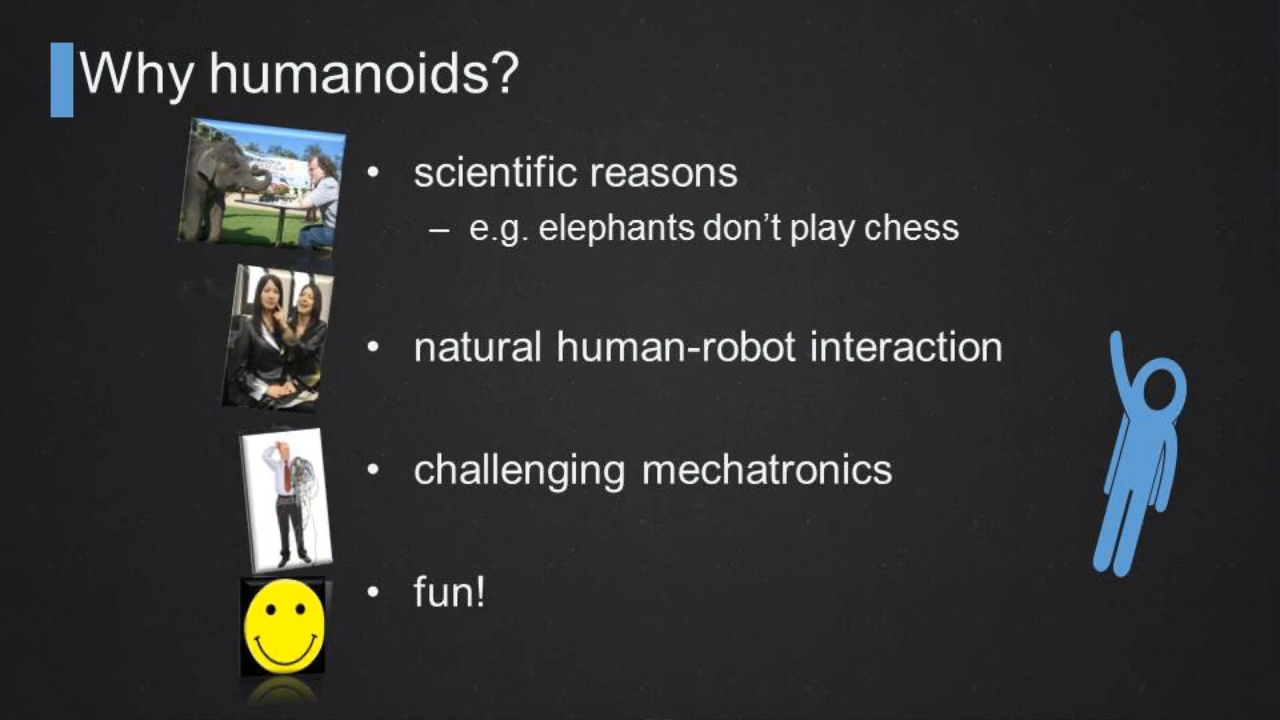 Why humanoids?
• scientific reasons
– e.g. elephants don’t play chess
• natural human-robot interaction
• challenging mechatronics
• fun!